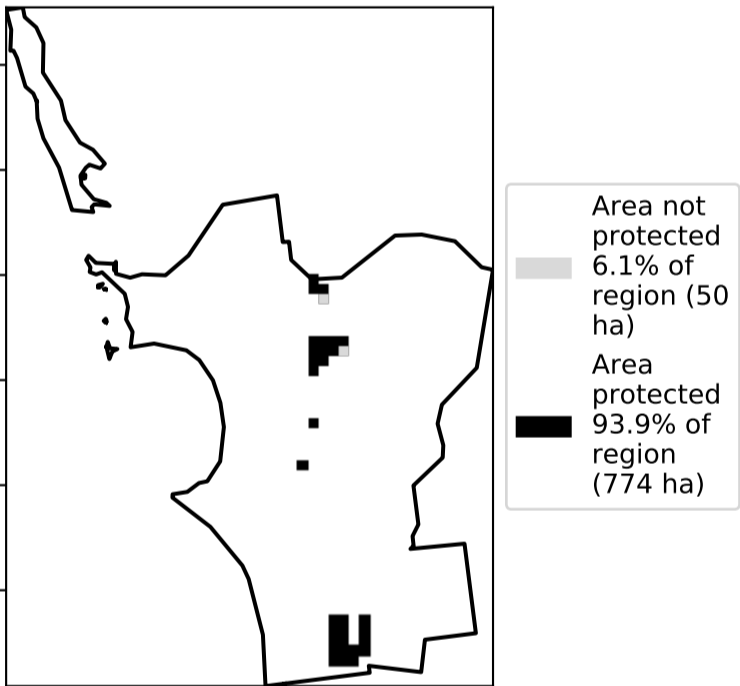 Area not
protected
6.1% of
region (50
ha)
Area
protected
93.9% of
region
(774 ha)